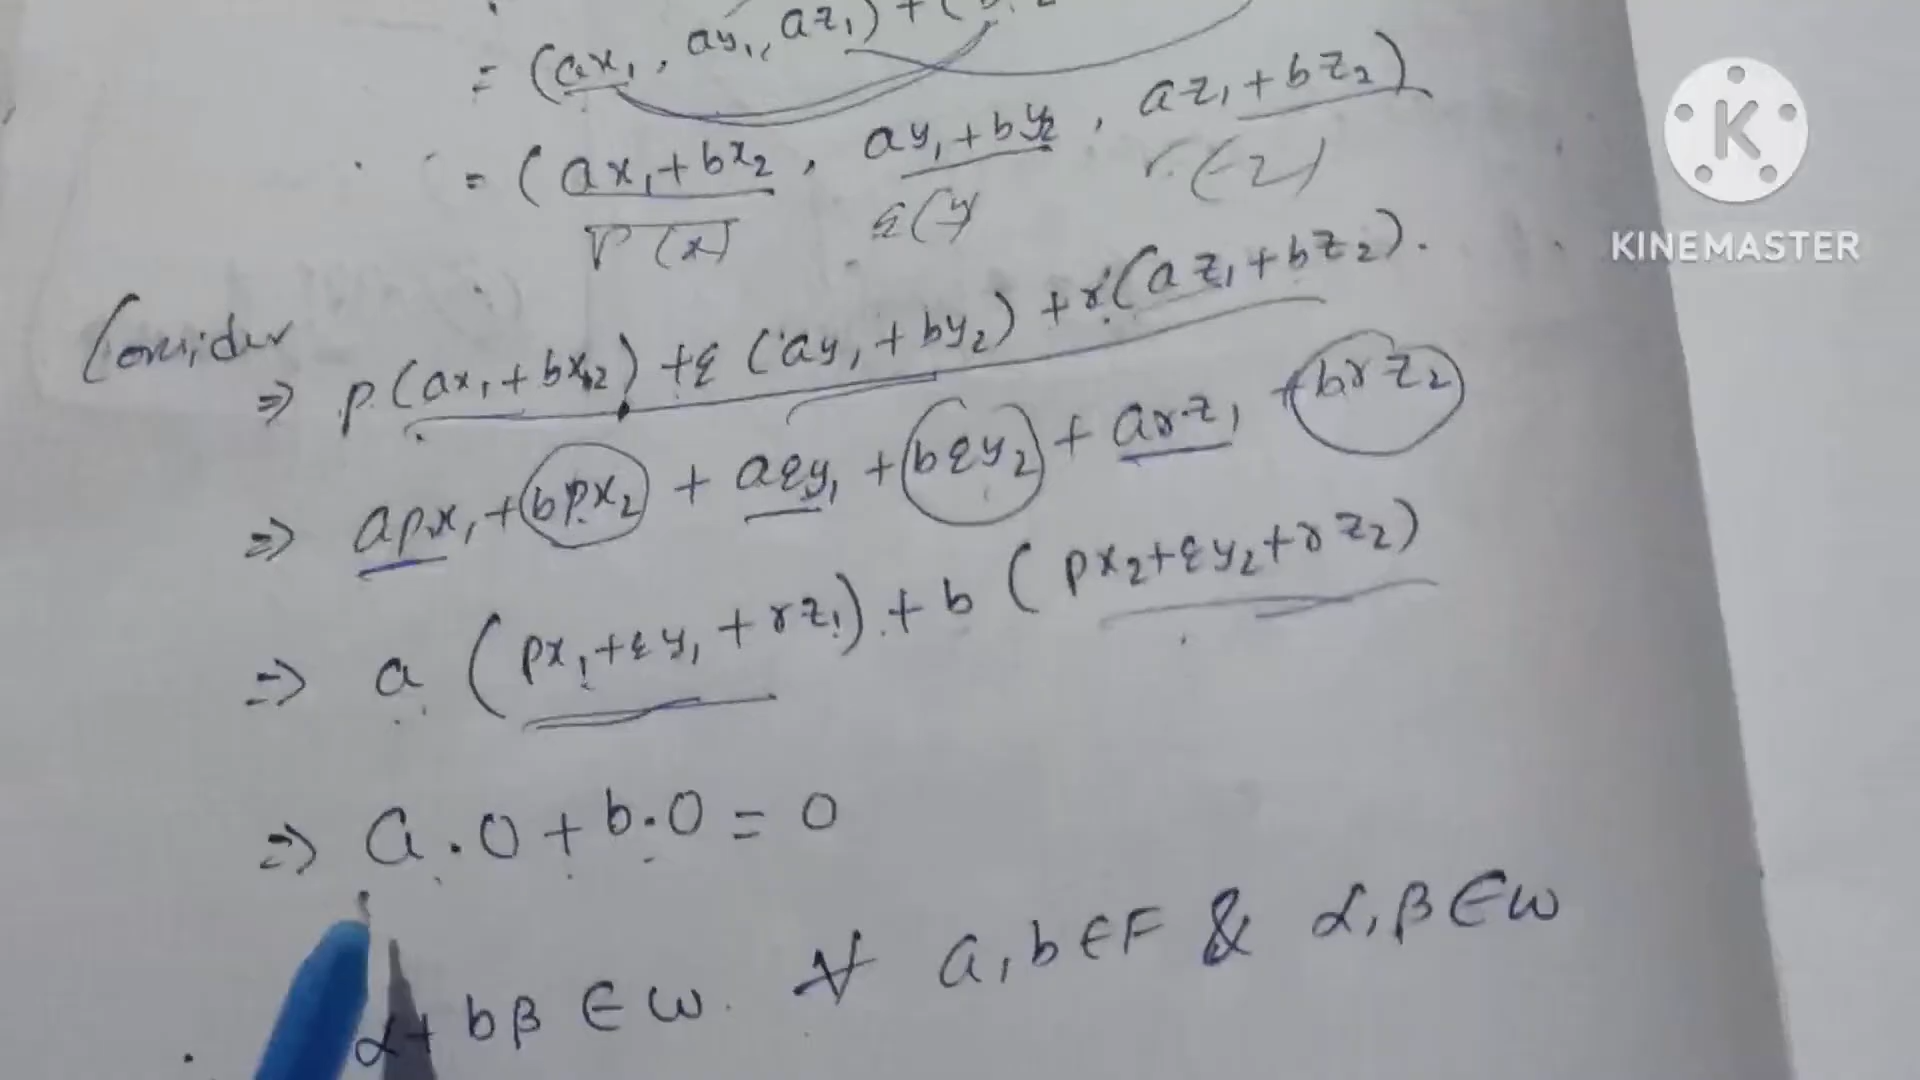 = (ax₁, ay₁, az₁) + (
= (ax₁+bx₂, ay₁+by₂, az₁+bz₂)
P(x) q(y r(z)
Consider
⇒ p(ax₁+bx₂) + q(ay₁+by₂) + r(az₁+bz₂).
⇒ apx₁ + bpx₂ + aqy₁ + bqy₂ + arz₁ + brz₂
⇒ a(px₁+qy₁+rz₁) + b(px₂+qy₂+rz₂)
⇒ a·0+b·0=0
α+bβ∈w. ∀ a,b∈F & α,β∈w
KINEMASTER